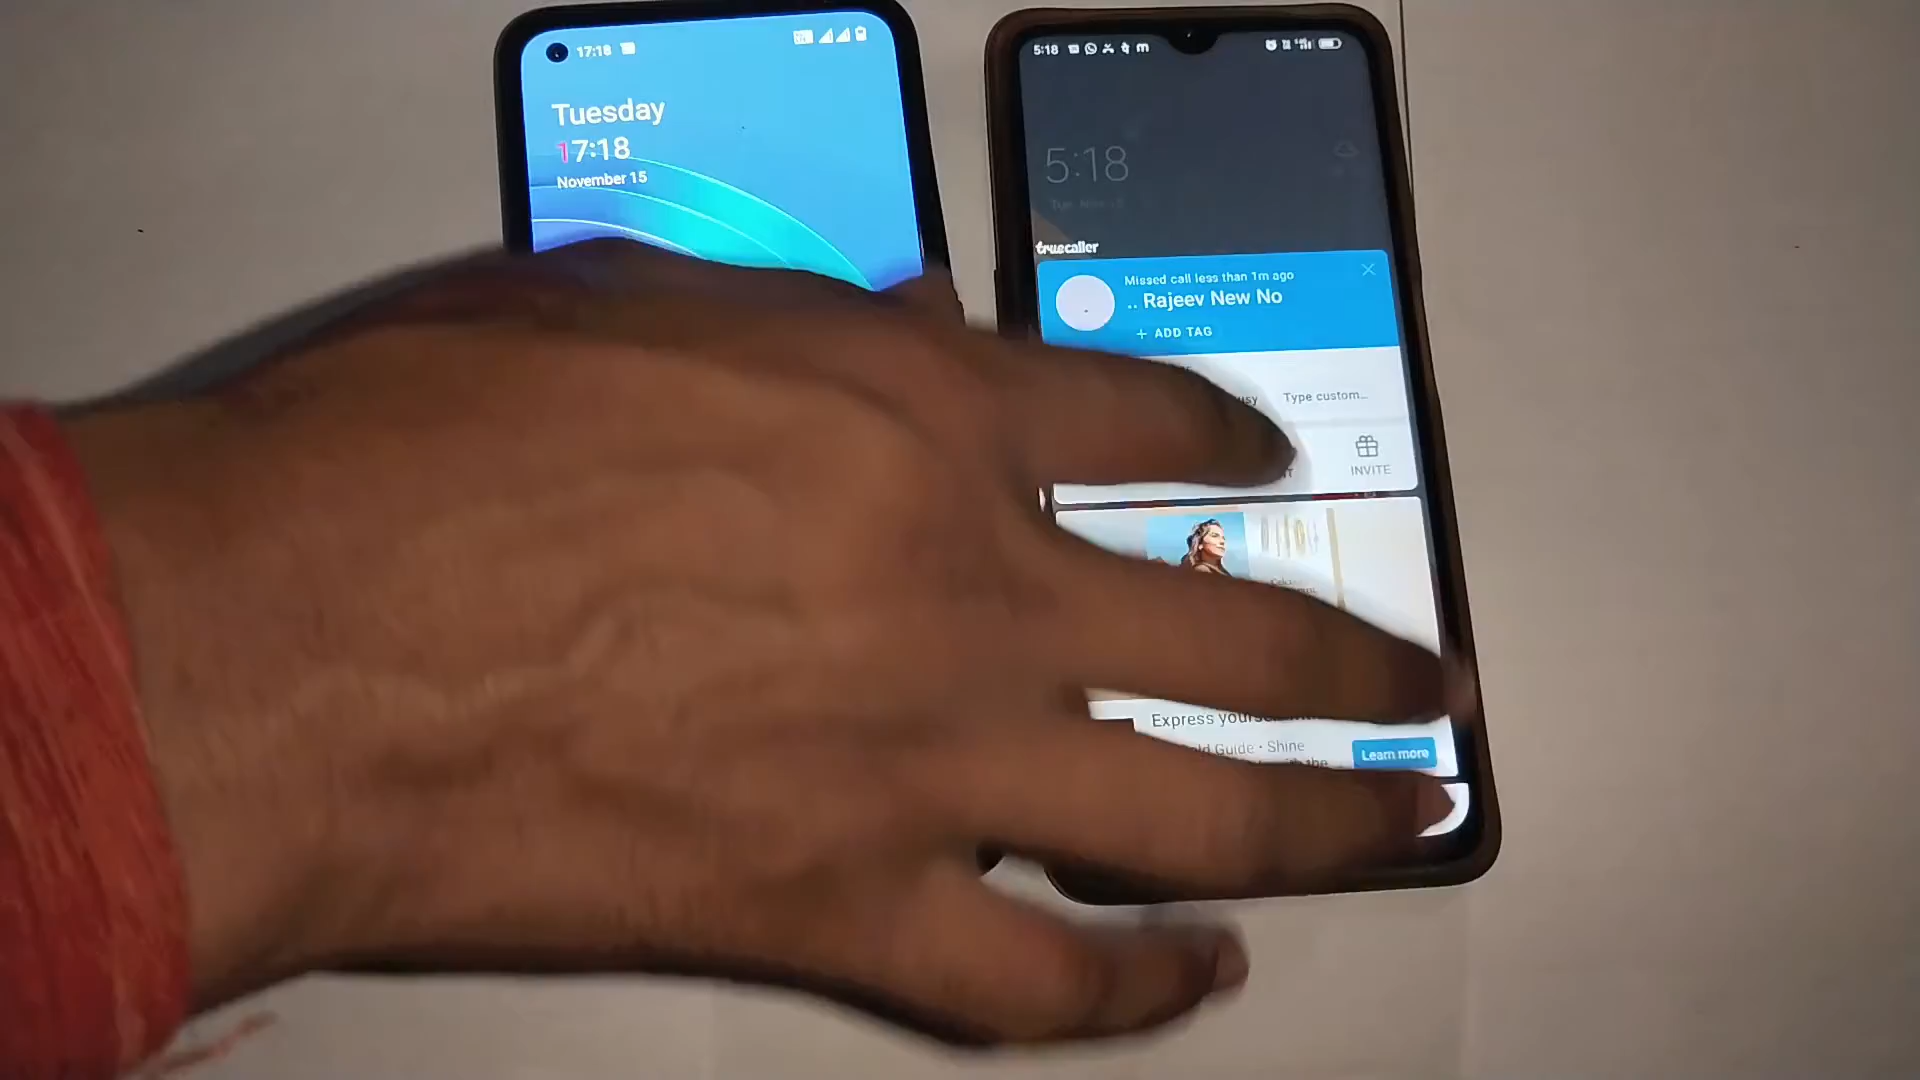 17:18
Tuesday
17:18
November 15
5:18
5:18
truecaller
Missed call less than 1m ago
.. Rajeev New No
+ ADD TAG
Type custom...
INVITE
Express
Guide • Shine
the
Learn more